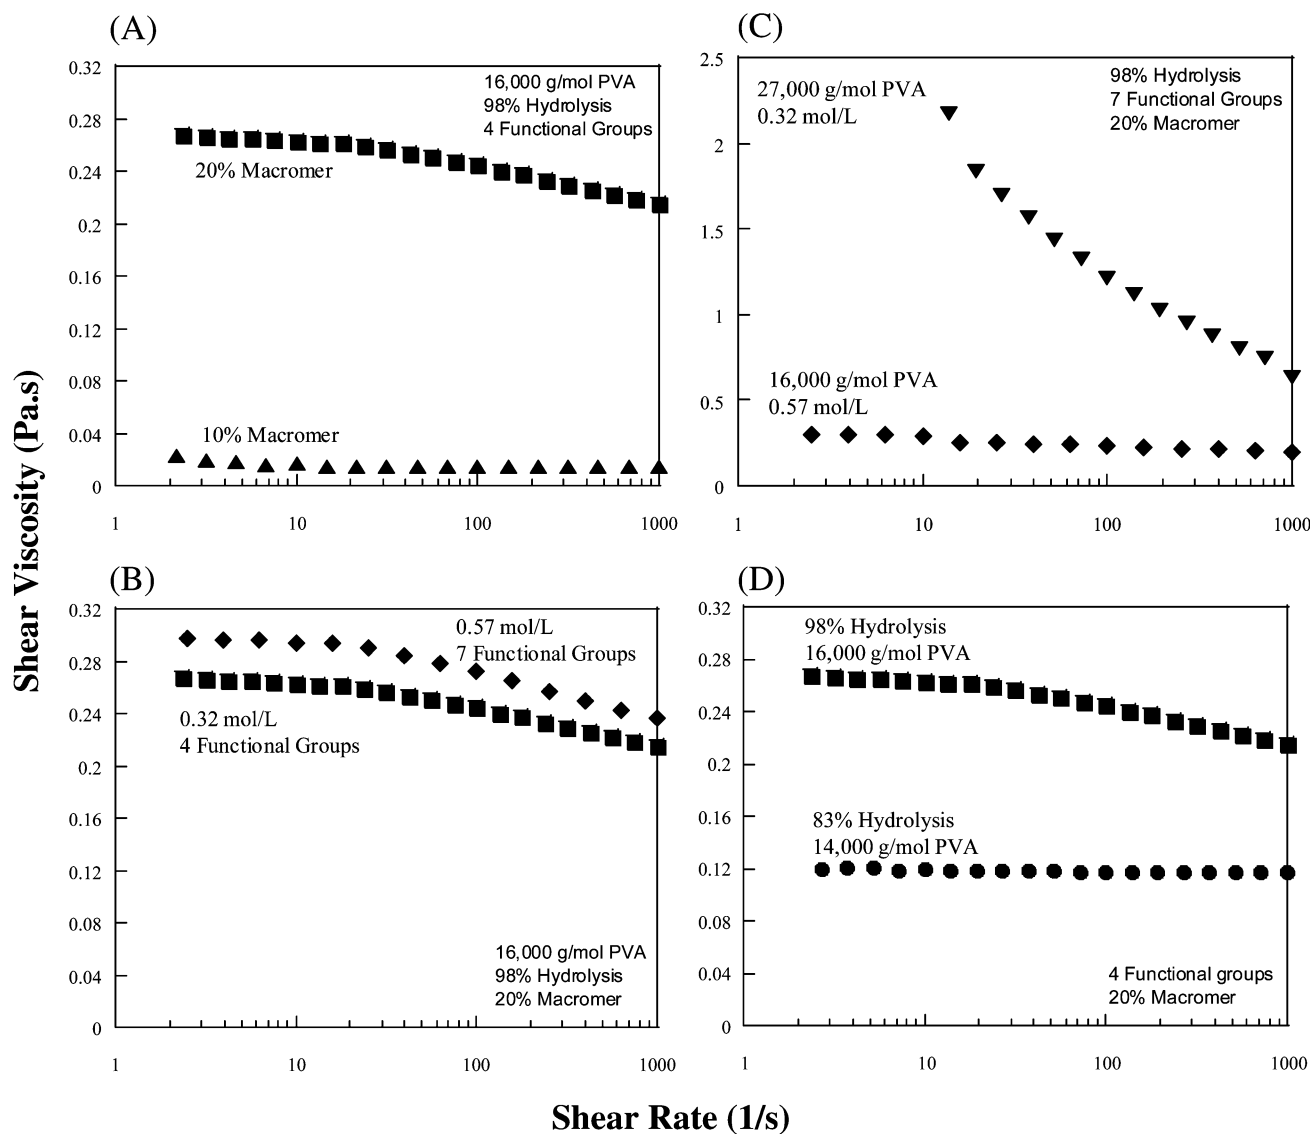 (A)
0.32
0.28
0.24
0.2
0.16
0.12
0.08
0.04
0
1
10
100
1000
16,000 g/mol PVA
98% Hydrolysis
4 Functional Groups
20% Macromer
10% Macromer
(C)
2.5
2
1.5
1
0.5
0
1
10
100
1000
27,000 g/mol PVA
0.32 mol/L
98% Hydrolysis
7 Functional Groups
20% Macromer
16,000 g/mol PVA
0.57 mol/L
Shear Viscosity (Pa.s)
(B)
0.32
0.28
0.24
0.2
0.16
0.12
0.08
0.04
0
1
10
100
1000
0.57 mol/L
7 Functional Groups
0.32 mol/L
4 Functional Groups
16,000 g/mol PVA
98% Hydrolysis
20% Macromer
(D)
0.32
0.28
0.24
0.2
0.16
0.12
0.08
0.04
0
1
10
100
1000
98% Hydrolysis
16,000 g/mol PVA
83% Hydrolysis
14,000 g/mol PVA
4 Functional groups
20% Macromer
Shear Rate (1/s)